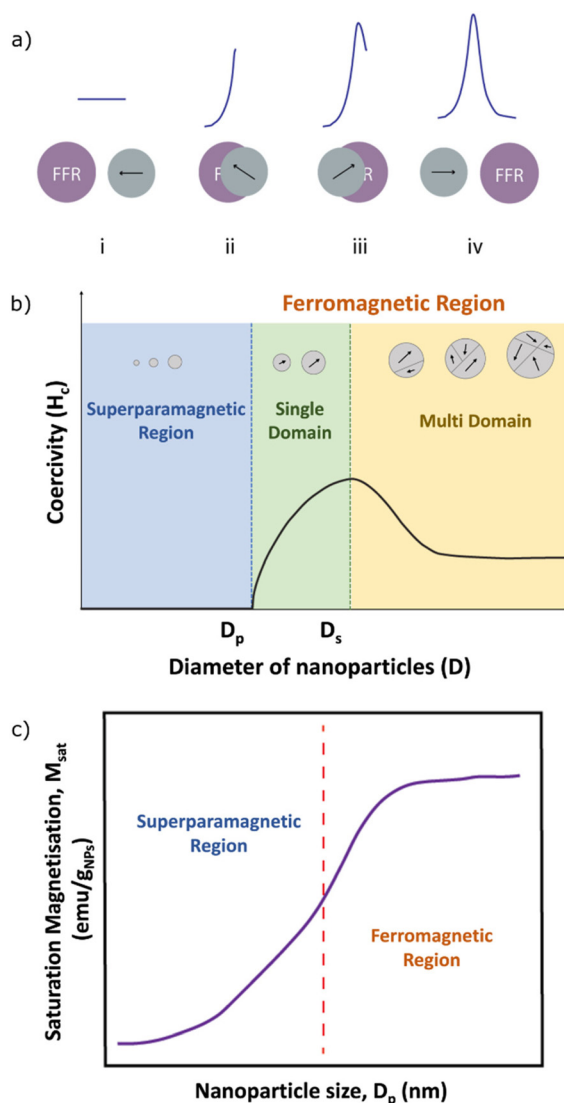 a)
FFR
FFR
FFR
i
ii
iii
iv
b)
Ferromagnetic Region
Superparamagnetic
Region
Single
Domain
Multi Domain
Coercivity (Hc)
Dp
Ds
Diameter of nanoparticles (D)
c)
Saturation Magnetisation, Msat
(emu/gNPs)
Superparamagnetic
Region
Ferromagnetic
Region
Nanoparticle size, Dp (nm)